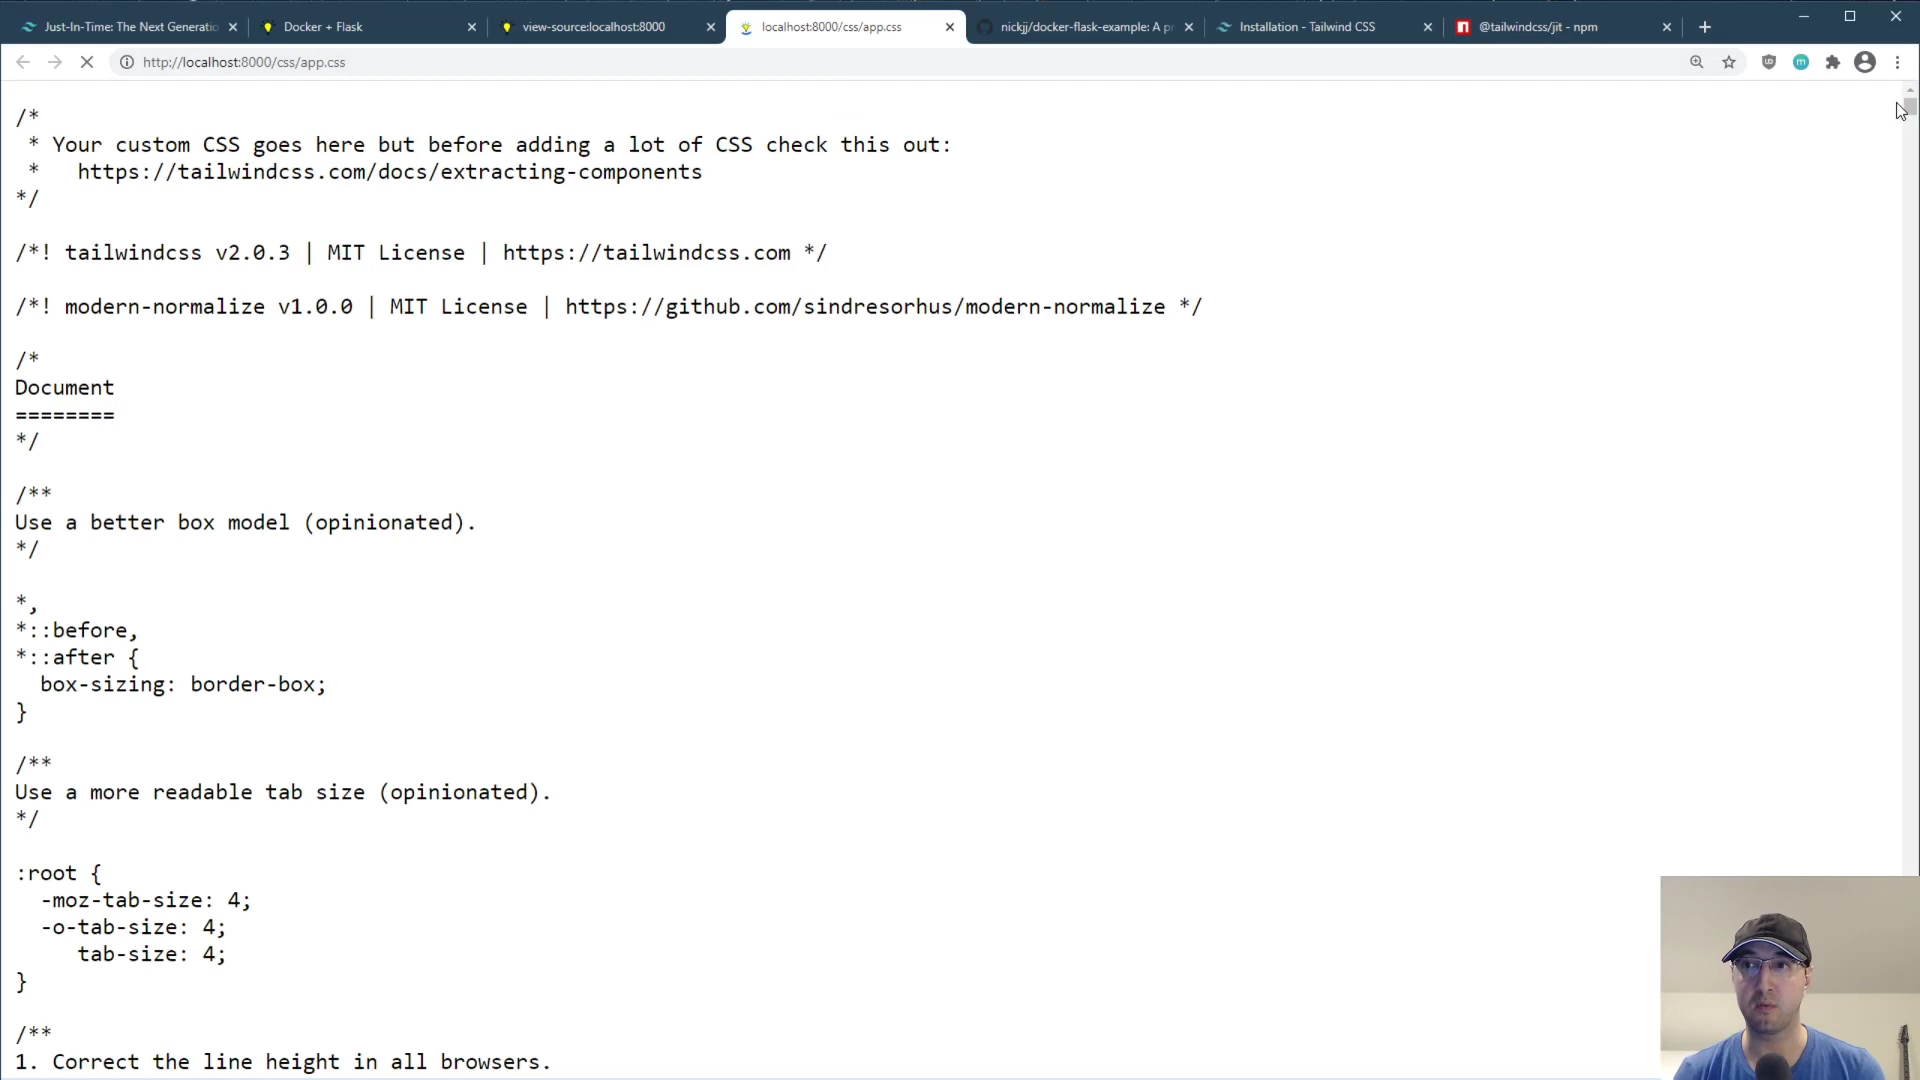 Just-In-Time: The Next Generatio
Docker + Flask
view-source:localhost:8000
localhost:8000/css/app.css
nickjj/docker-flask-example: A pr
Installation - Tailwind CSS
@tailwindcss/jit - npm
http://localhost:8000/css/app.css
/*
 * Your custom CSS goes here but before adding a lot of CSS check this out:
 *   https://tailwindcss.com/docs/extracting-components
*/
/*! tailwindcss v2.0.3 | MIT License | https://tailwindcss.com */
/*! modern-normalize v1.0.0 | MIT License | https://github.com/sindresorhus/modern-normalize */
/*
Document
========
*/
/**
Use a better box model (opinionated).
*/
*,
*::before,
*::after {
  box-sizing: border-box;
}
/**
Use a more readable tab size (opinionated).
*/
:root {
  -moz-tab-size: 4;
  -o-tab-size: 4;
     tab-size: 4;
}
/**
1. Correct the line height in all browsers.